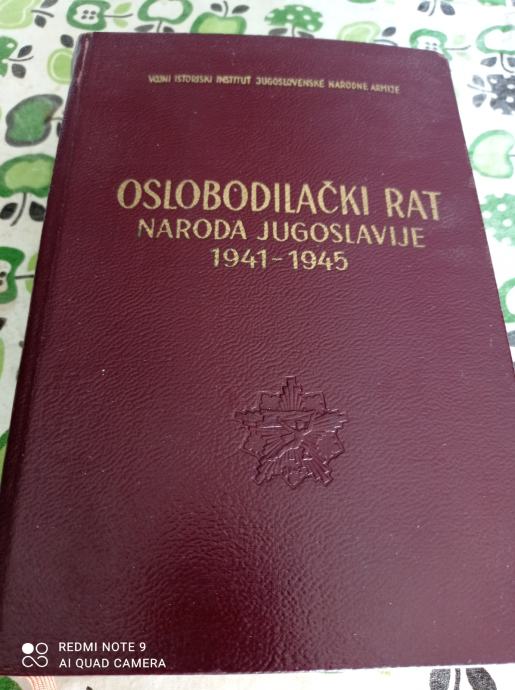 VOJNI ISTORISKI INSTITUT JUGOSLOVENSKE NARODNE ARMIJE
OSLOBODILAČKI RAT
NARODA JUGOSLAVIJE
1941-1945
REDMI NOTE 9
AI QUAD CAMERA